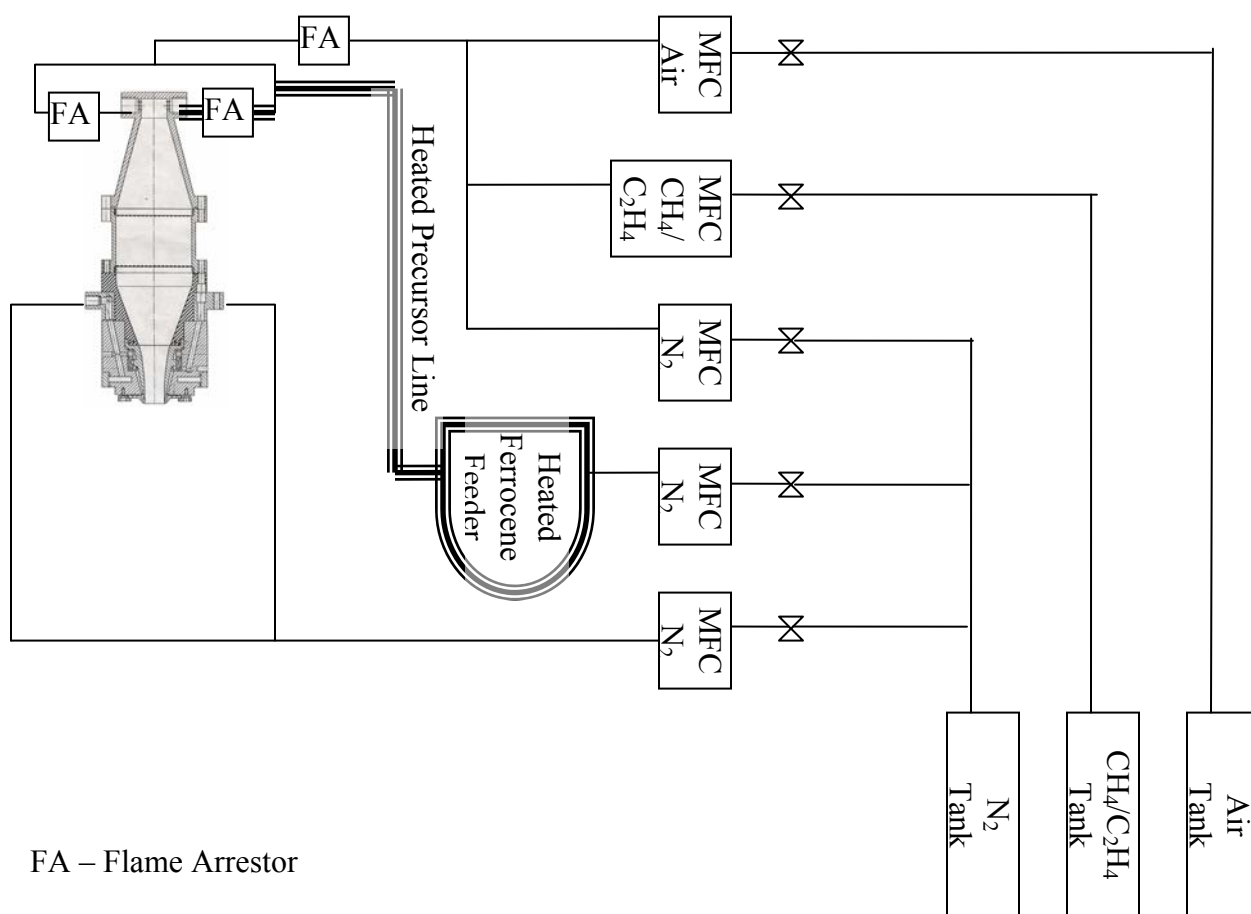 FA
FA
FA
MFC
Air
MFC
CH₄/
C₂H₄
MFC
N₂
MFC
N₂
MFC
N₂
Heated Precursor Line
Heated
Ferrocene
Feeder
N₂
Tank
CH₄/C₂H₄
Tank
Air
Tank
FA – Flame Arrestor